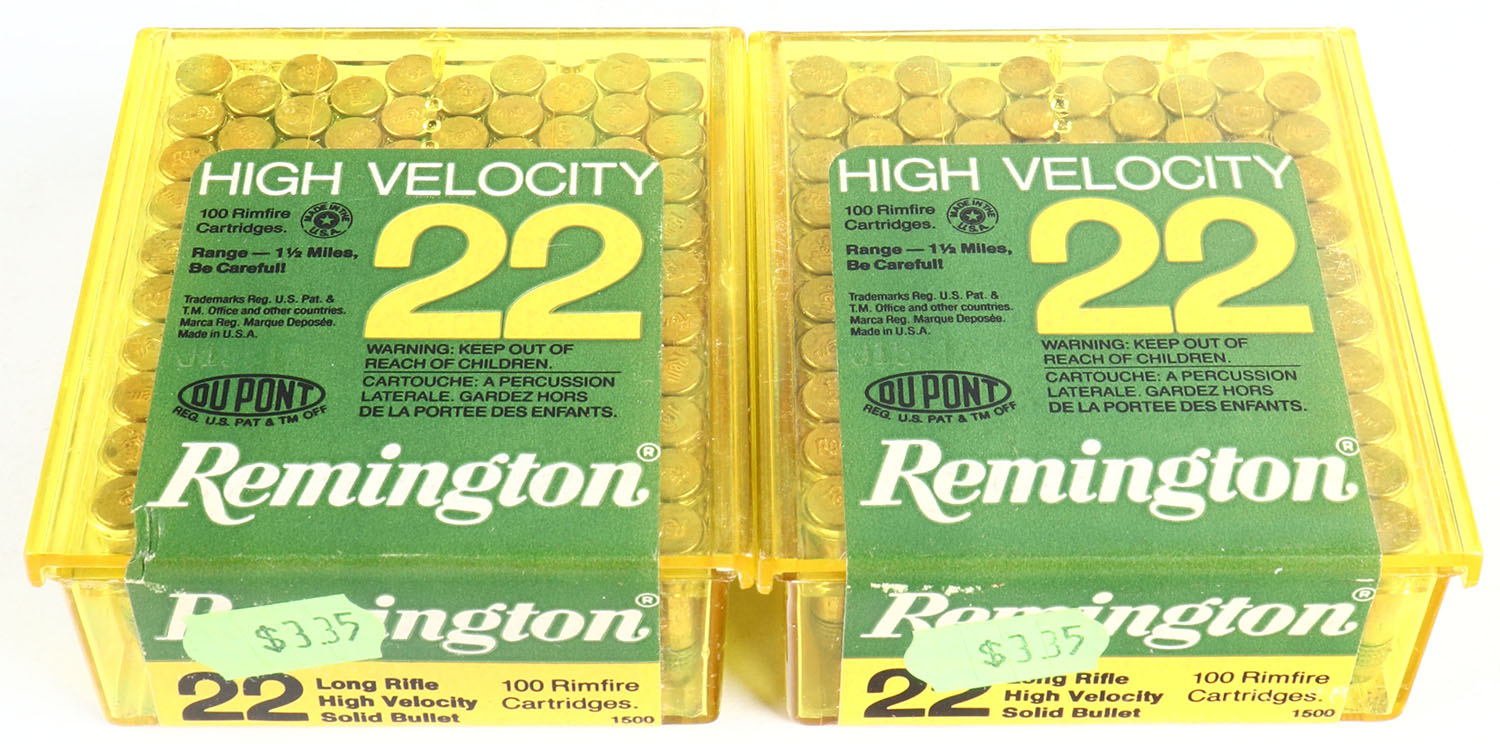 HIGH VELOCITY
22
100 Rimfire
Cartridges.
MADE IN THE
U.S.A.
Range — 1½ Miles,
Be Careful!
Trademarks Reg. U.S. Pat. &
T.M. Office and other countries.
Marca Reg. Marque Deposée.
Made in U.S.A.
WARNING: KEEP OUT OF
REACH OF CHILDREN.
CARTOUCHE: A PERCUSSION
LATERALE. GARDEZ HORS
DE LA PORTEE DES ENFANTS.
DU PONT
REG. U.S. PAT & TM OFF
Remington®
Remington®
$3.35
22
Long Rifle
High Velocity
Solid Bullet
100 Rimfire
Cartridges.
1500
HIGH VELOCITY
22
100 Rimfire
Cartridges.
MADE IN THE
U.S.A.
Range — 1½ Miles,
Be Careful!
Trademarks Reg. U.S. Pat. &
T.M. Office and other countries.
Marca Reg. Marque Deposée.
Made in U.S.A.
WARNING: KEEP OUT OF
REACH OF CHILDREN.
CARTOUCHE: A PERCUSSION
LATERALE. GARDEZ HORS
DE LA PORTEE DES ENFANTS.
DU PONT
REG. U.S. PAT & TM OFF
Remington®
Remington®
$3.35
22
Long Rifle
High Velocity
Solid Bullet
100 Rimfire
Cartridges.
1500